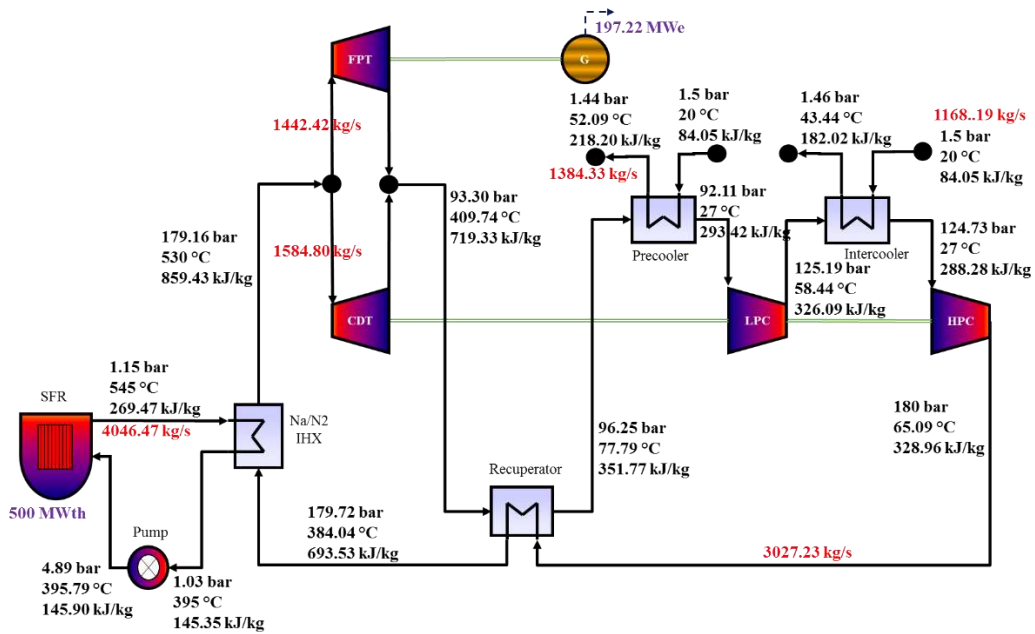 197.22 MWe
FPT
G
1442.42 kg/s
1584.80 kg/s
179.16 bar
530 °C
859.43 kJ/kg
93.30 bar
409.74 °C
719.33 kJ/kg
1.44 bar
52.09 °C
218.20 kJ/kg
1384.33 kg/s
1.5 bar
20 °C
84.05 kJ/kg
1.46 bar
43.44 °C
182.02 kJ/kg
1168..19 kg/s
1.5 bar
20 °C
84.05 kJ/kg
Precooler
92.11 bar
27 °C
293.42 kJ/kg
Intercooler
124.73 bar
27 °C
288.28 kJ/kg
125.19 bar
58.44 °C
326.09 kJ/kg
CDT
LPC
HPC
SFR
1.15 bar
545 °C
269.47 kJ/kg
4046.47 kg/s
Na/N2
IHX
500 MWth
Pump
4.89 bar
395.79 °C
145.90 kJ/kg
1.03 bar
395 °C
145.35 kJ/kg
179.72 bar
384.04 °C
693.53 kJ/kg
Recuperator
96.25 bar
77.79 °C
351.77 kJ/kg
180 bar
65.09 °C
328.96 kJ/kg
3027.23 kg/s